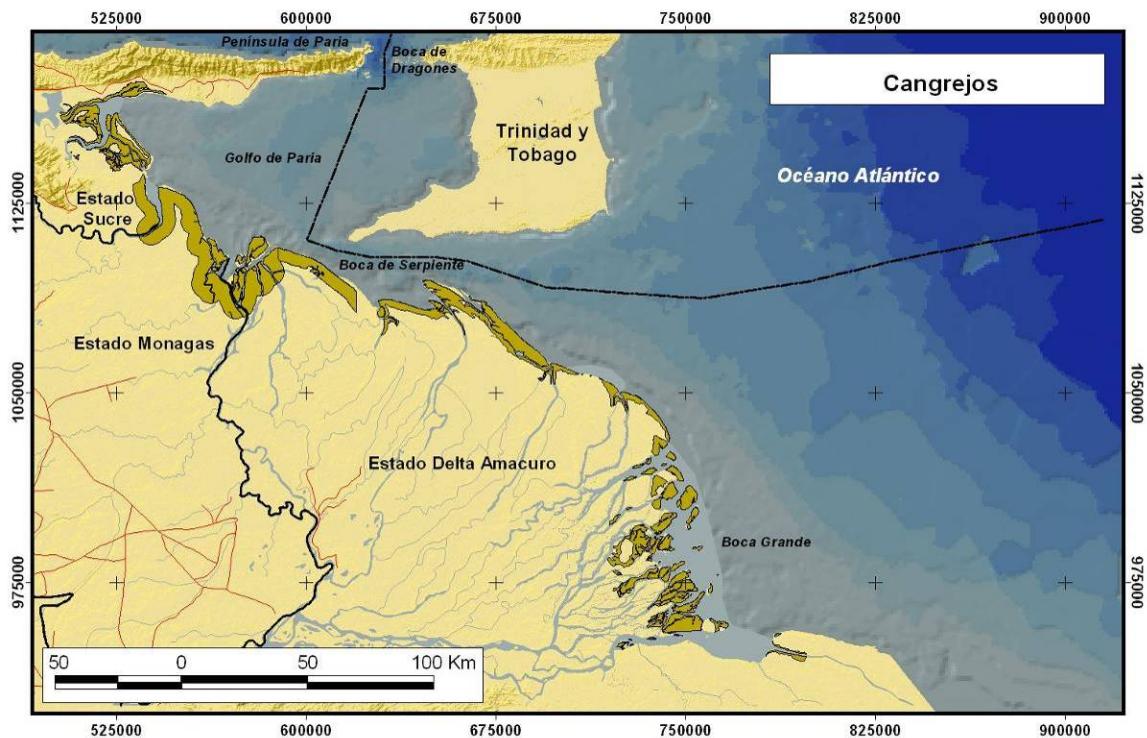 525000 600000 675000 750000 825000 900000
Península de Paria
Boca de
Dragones
Cangrejos
Trinidad y
Tobago
Golfo de Paria
Océano Atlántico
1125000
1125000
Estado
Sucre
Boca de Serpiente
Estado Monagas
1050000
1050000
Estado Delta Amacuro
Boca Grande
975000
975000
50 0 50 100 Km
525000 600000 675000 750000 825000 900000